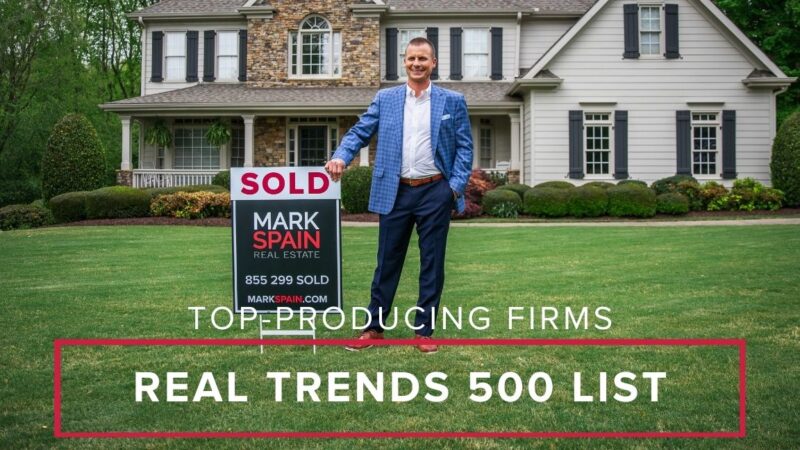 SOLD
MARK
SPAIN
REAL ESTATE
855 299 SOLD
MARKSPAIN.COM
TOP-PRODUCING FIRMS
REAL TRENDS 500 LIST